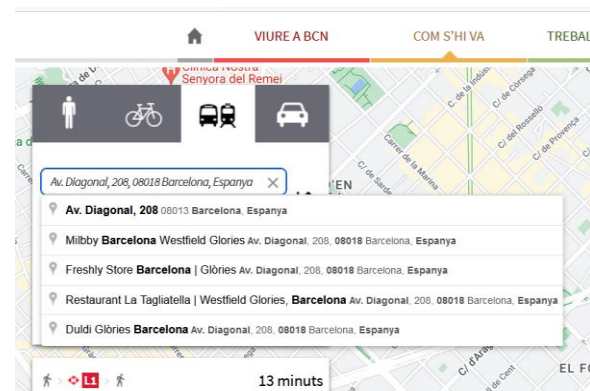 VIURE A BCN
COM S'HI VA
TREBAL
Clínica Nostra
Senyora del Remei
C. de la Indús
C/ de Còrsega
C/ del Rosselló
C/ de Provença
Carrer de la Marina
C/ de Sarde
Av. Diagonal, 208, 08018 Barcelona, Espanya
'EN
Av. Diagonal, 208 08013 Barcelona, Espanya
Milbby Barcelona Westfield Glories Av. Diagonal, 208, 08018 Barcelona, Espanya
Freshly Store Barcelona | Glòries Av. Diagonal, 208, 08018 Barcelona, Espanya
Restaurant La Tagliatella | Westfield Glories, Barcelona Av. Diagonal, 208, 08018 Barcelona, Espanya
Duldi Glòries Barcelona Av. Diagonal, 208, 08018 Barcelona, Espanya
C/ d'Arag
de Cent
EL FO
L1
13 minuts